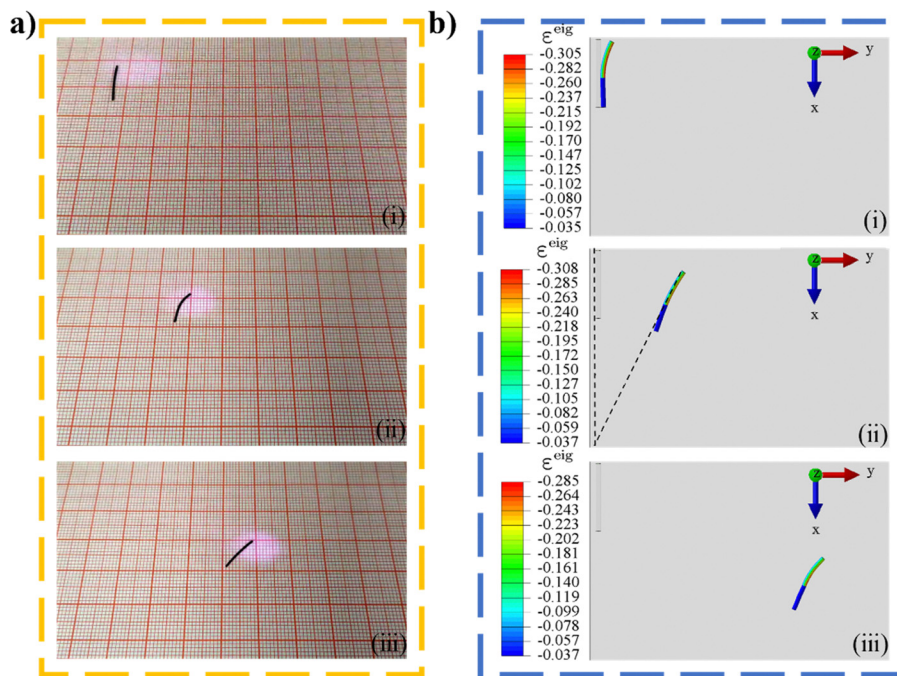 a)
(i)
(ii)
(iii)
b)
ε^eig
-0.305
-0.282
-0.260
-0.237
-0.215
-0.192
-0.170
-0.147
-0.125
-0.102
-0.080
-0.057
-0.035
z y
x
(i)
ε^eig
-0.308
-0.285
-0.263
-0.240
-0.218
-0.195
-0.172
-0.150
-0.127
-0.105
-0.082
-0.059
-0.037
z y
x
(ii)
ε^eig
-0.285
-0.264
-0.243
-0.223
-0.202
-0.181
-0.161
-0.140
-0.119
-0.099
-0.078
-0.057
-0.037
z y
x
(iii)